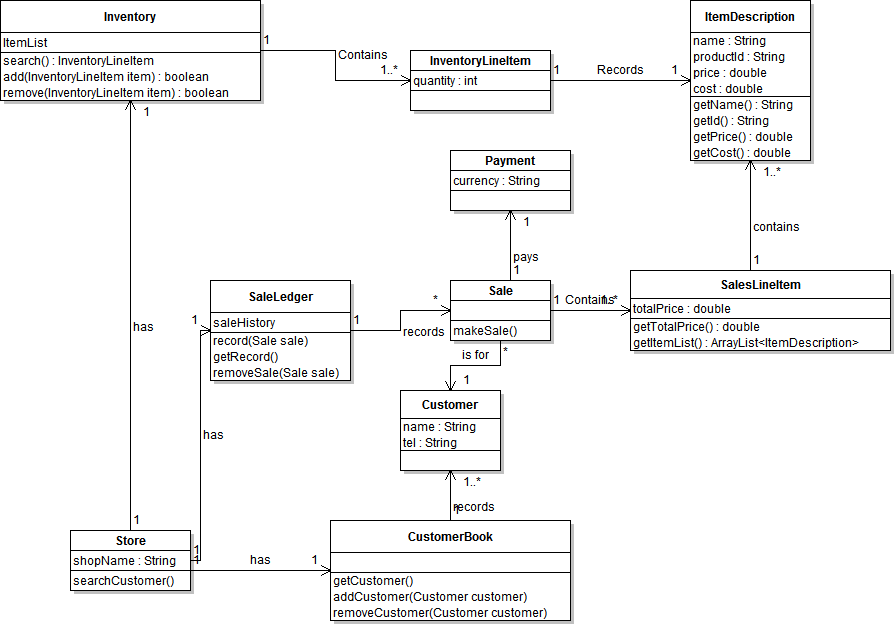 Inventory
ItemList
search() : InventoryLineItem
add(InventoryLineItem item) : boolean
remove(InventoryLineItem item) : boolean
1
Contains
1..*
InventoryLineItem
quantity : int
1
Records
1
ItemDescription
name : String
productId : String
price : double
cost : double
getName() : String
getId() : String
getPrice() : double
getCost() : double
1..*
contains
1
1
Payment
currency : String
1
pays
1
SaleLedger
saleHistory
record(Sale sale)
getRecord()
removeSale(Sale sale)
1
1
*
records
Sale
makeSale()
1
Contains
1..*
SalesLineItem
totalPrice : double
getTotalPrice() : double
getItemList() : ArrayList<ItemDescription>
is for
*
1
Customer
name : String
tel : String
1..*
records
1
has
has
1
Store
shopName : String
searchCustomer()
1
1
has
1
CustomerBook
getCustomer()
addCustomer(Customer customer)
removeCustomer(Customer customer)